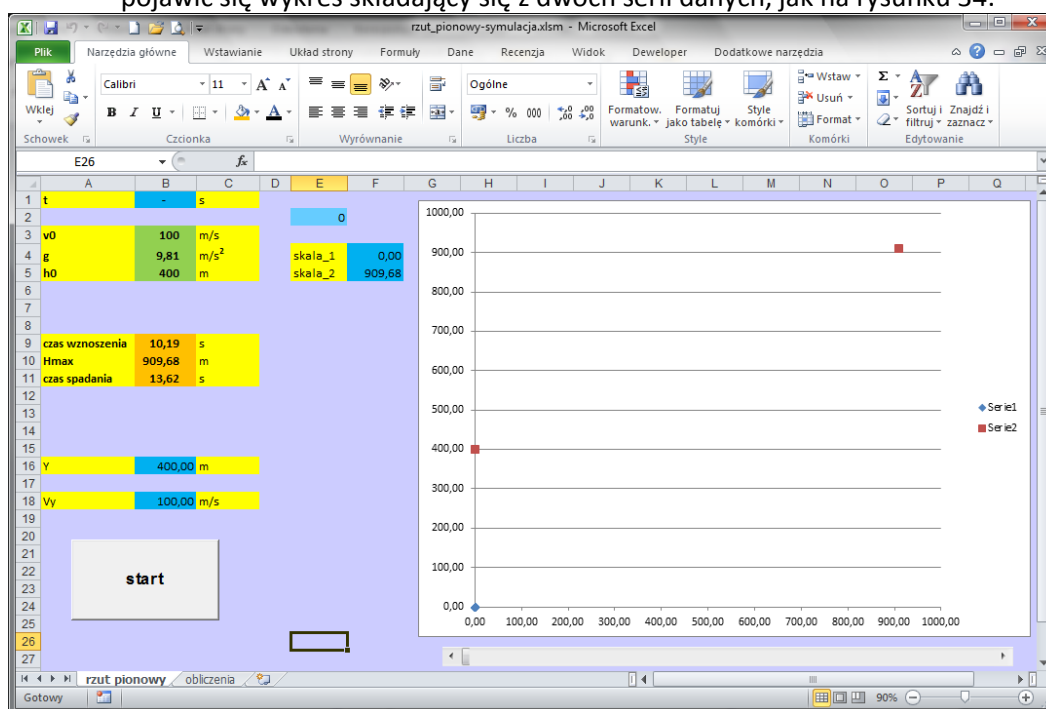 pojawić się wykres składający się z dwóch serii danych, jak na rysunku 34.
rzut_pionowy-symulacja.xlsm - Microsoft Excel
Plik Narzędzia główne Wstawianie Układ strony Formuły Dane Recenzja Widok Deweloper Dodatkowe narzędzia
Wklej
Calibri 11 A A
B I U A
Ogólne
% 000 ,00 ,0
Formatow. warunk.
Formatuj jako tabelę
Style komórki
Wstaw
Usuń
Format
Σ
Sortuj i filtruj
Znajdź i zaznacz
Schowek Czcionka Wyrównanie Liczba Style Komórki Edytowanie
E26 fx
A B C D E F G H I J K L M N O P Q
1 t - s
2 0
3 v0 100 m/s
4 g 9,81 m/s² skala_1 0,00
5 h0 400 m skala_2 909,68
6
7
8
9 czas wznoszenia 10,19 s
10 Hmax 909,68 m
11 czas spadania 13,62 s
12
13
14
15
16 Y 400,00 m
17
18 Vy 100,00 m/s
19
20
21
22
23
24
25
26
27
start
1000,00
900,00
800,00
700,00
600,00
500,00
400,00
300,00
200,00
100,00
0,00
0,00 100,00 200,00 300,00 400,00 500,00 600,00 700,00 800,00 900,00 1000,00
Serie1
Serie2
rzut pionowy obliczenia
Gotowy 90%